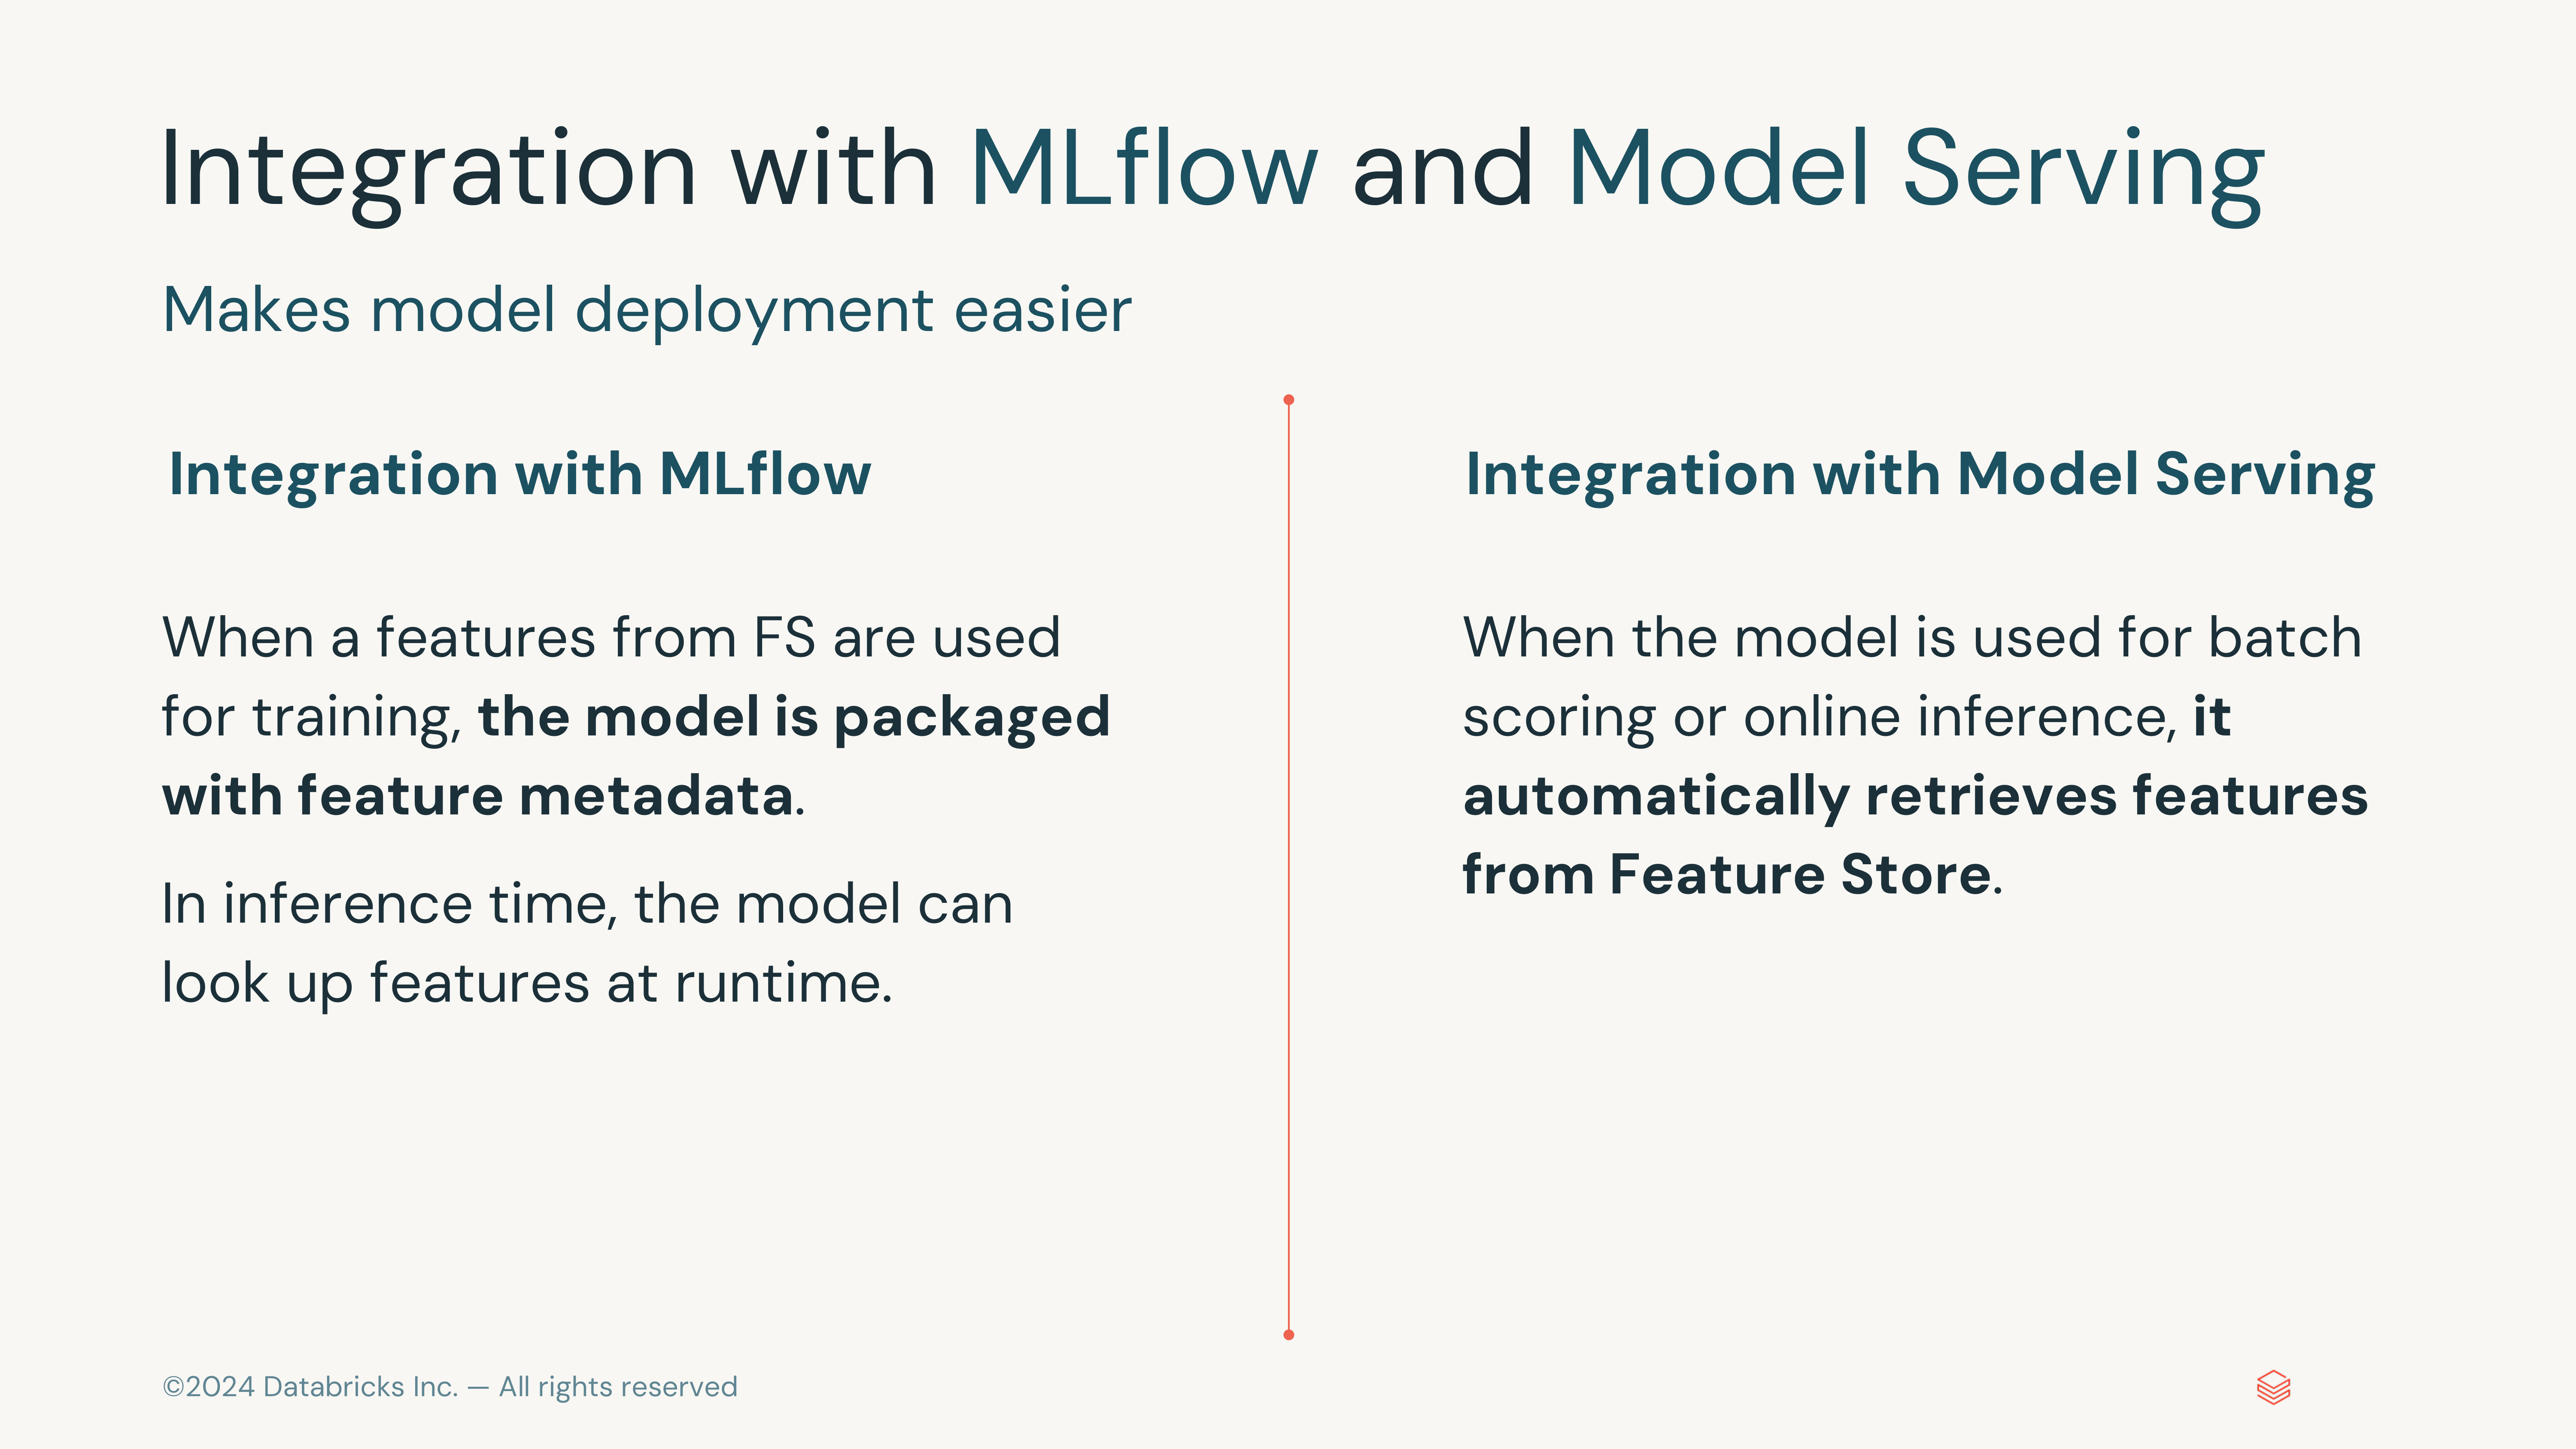 Integration with MLflow and Model Serving
Makes model deployment easier
Integration with MLflow
When a features from FS are used
for training, the model is packaged
with feature metadata.
In inference time, the model can
look up features at runtime.
Integration with Model Serving
When the model is used for batch
scoring or online inference, it
automatically retrieves features
from Feature Store.
©2024 Databricks Inc. — All rights reserved